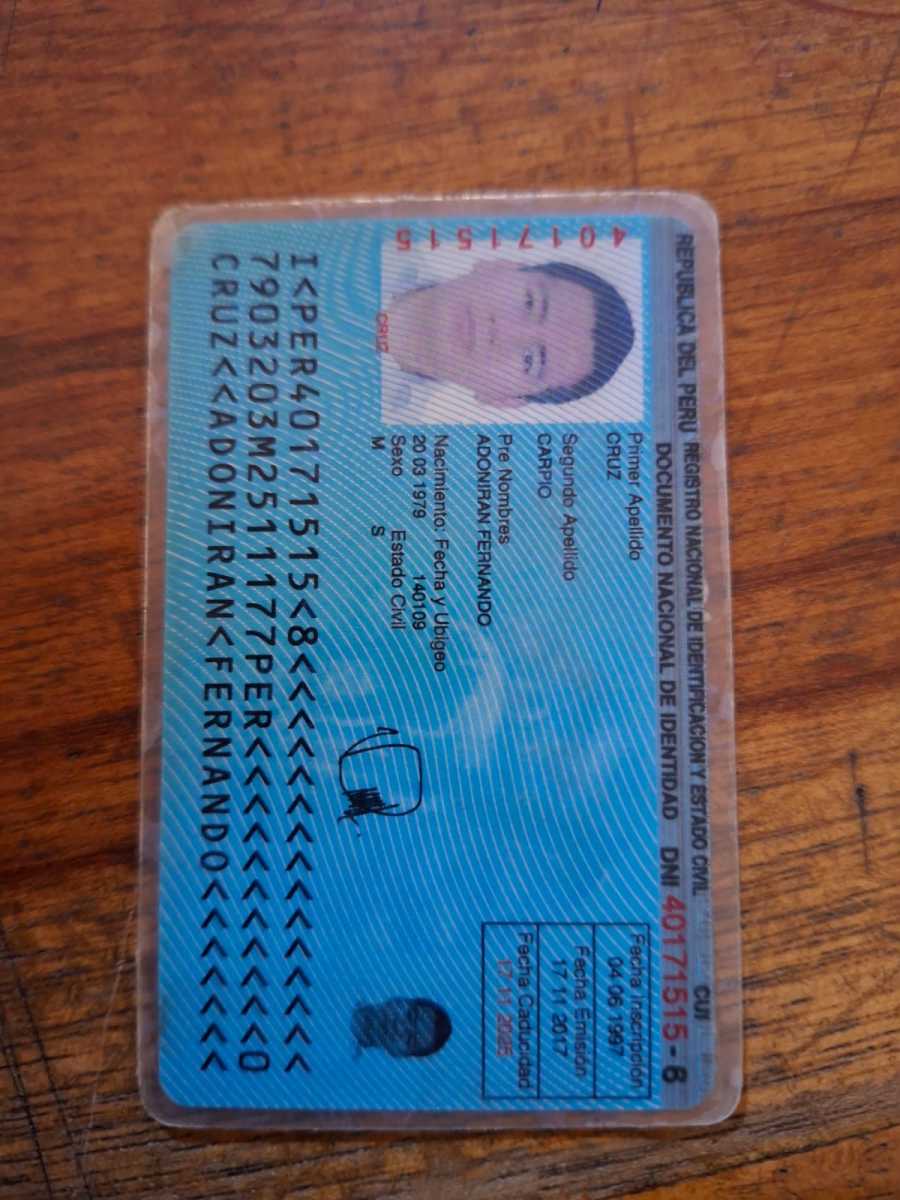 REPUBLICA DEL PERU REGISTRO NACIONAL DE IDENTIFICACION Y ESTADO CIVIL
CUI
DOCUMENTO NACIONAL DE IDENTIDAD DNI 40171515 - 8
40171515
CRUZ
Primer Apellido
CRUZ
Segundo Apellido
CARPIO
Pre Nombres
ADONIRAN FERNANDO
Nacimiento: Fecha y Ubigeo
20 03 1979 140109
Sexo Estado Civil
M S
Fecha Inscripción
04 06 1997
Fecha Emisión
17 11 2017
Fecha Caducidad
17 11 2025
I<PER40171515<8<<<<<<<<<<<<<<<
7903203M2511177PER<<<<<<<<<<<0
CRUZ<<ADONIRAN<FERNANDO<<<<<<<